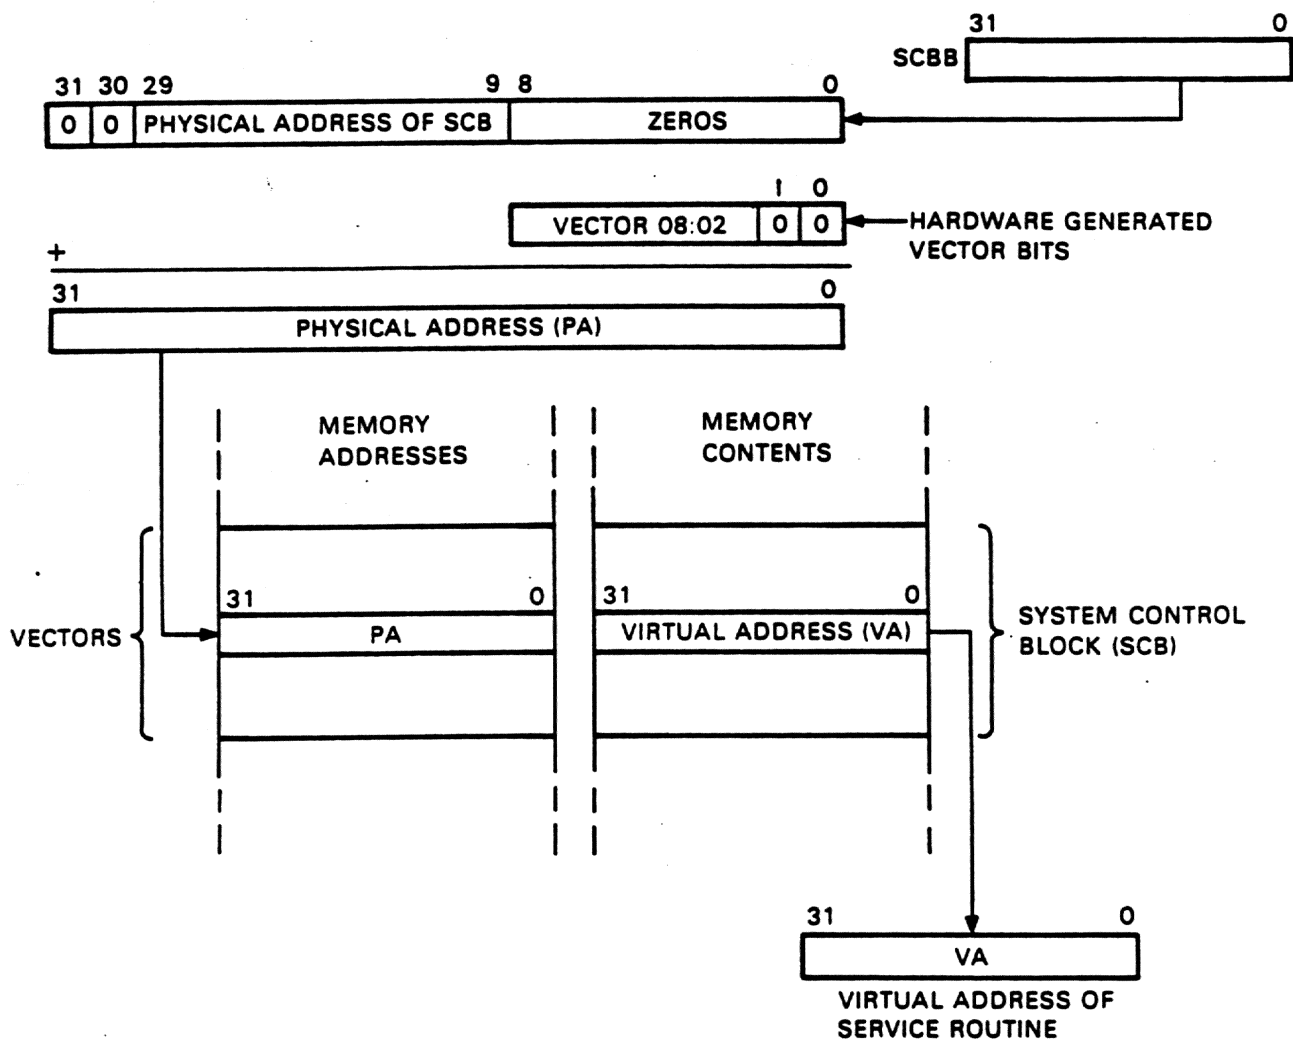 31 0
SCBB
31 30 29 9 8 0
0 0 PHYSICAL ADDRESS OF SCB ZEROS
1 0
VECTOR 08:02 0 0
HARDWARE GENERATED
VECTOR BITS
+
31 0
PHYSICAL ADDRESS (PA)
MEMORY
ADDRESSES
MEMORY
CONTENTS
31 0
31 0
VECTORS
PA
VIRTUAL ADDRESS (VA)
SYSTEM CONTROL
BLOCK (SCB)
31 0
VA
VIRTUAL ADDRESS OF
SERVICE ROUTINE